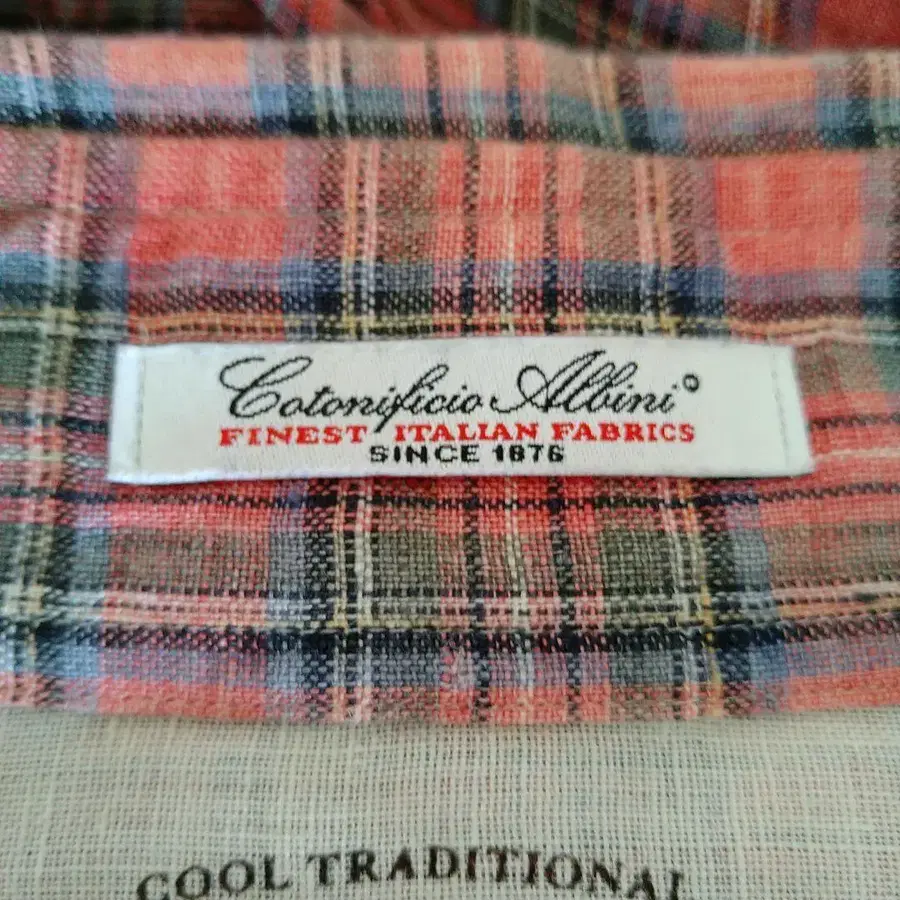 Cotonificio Albini®
FINEST ITALIAN FABRICS
SINCE 1876
COOL TRADITIONAL